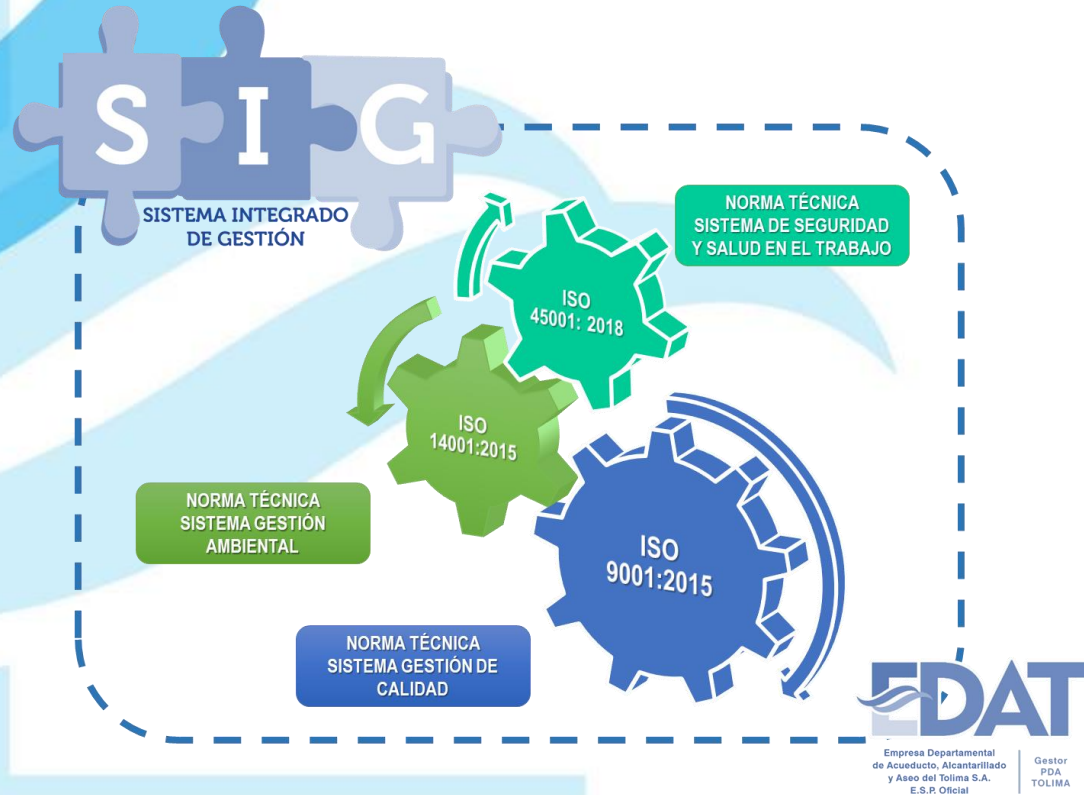 S I G
SISTEMA INTEGRADO
DE GESTIÓN
NORMA TÉCNICA
SISTEMA DE SEGURIDAD
Y SALUD EN EL TRABAJO
ISO
45001: 2018
ISO
14001:2015
NORMA TÉCNICA
SISTEMA GESTIÓN
AMBIENTAL
ISO
9001:2015
NORMA TÉCNICA
SISTEMA GESTIÓN DE
CALIDAD
EDAT
Empresa Departamental
de Acueducto, Alcantarillado
y Aseo del Tolima S.A.
E.S.P. Oficial
Gestor
PDA
TOLIMA